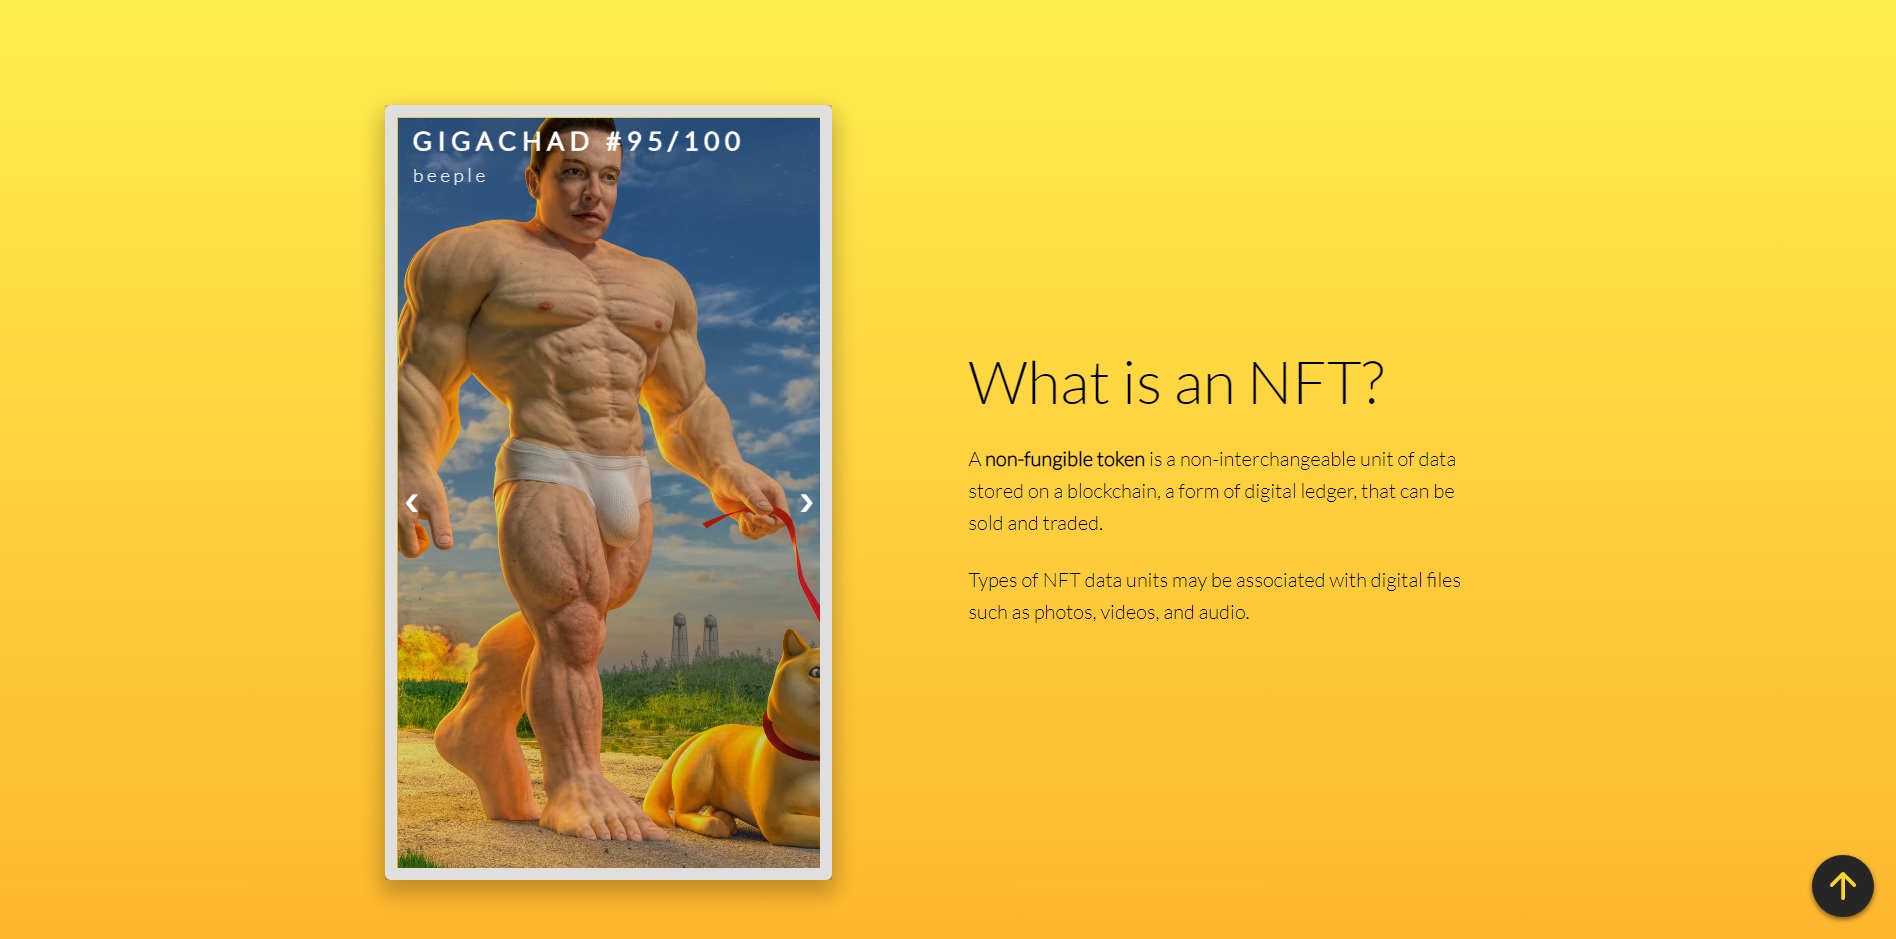 GIGACHAD #95/100
beeple
What is an NFT?
A non-fungible token is a non-interchangeable unit of data
stored on a blockchain, a form of digital ledger, that can be
sold and traded.
Types of NFT data units may be associated with digital files
such as photos, videos, and audio.